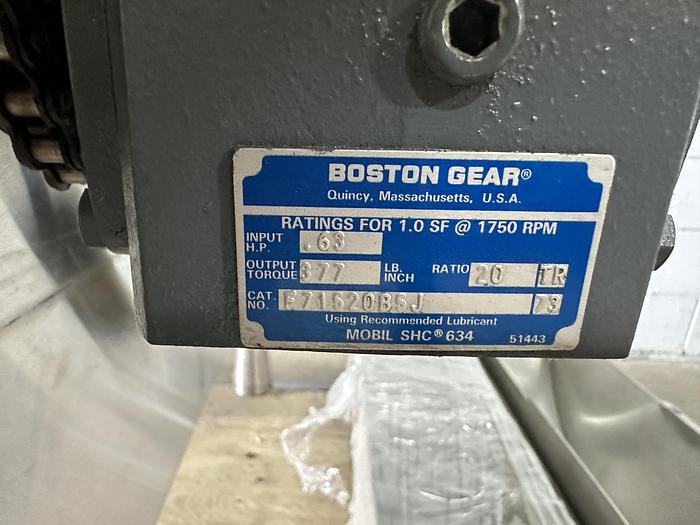 BOSTON GEAR®
Quincy, Massachusetts, U.S.A.
RATINGS FOR 1.0 SF @ 1750 RPM
INPUT H.P. .63
OUTPUT TORQUE 377 LB. INCH RATIO 20 TR
CAT. NO. F71520B5J 73
Using Recommended Lubricant
MOBIL SHC® 634 51443